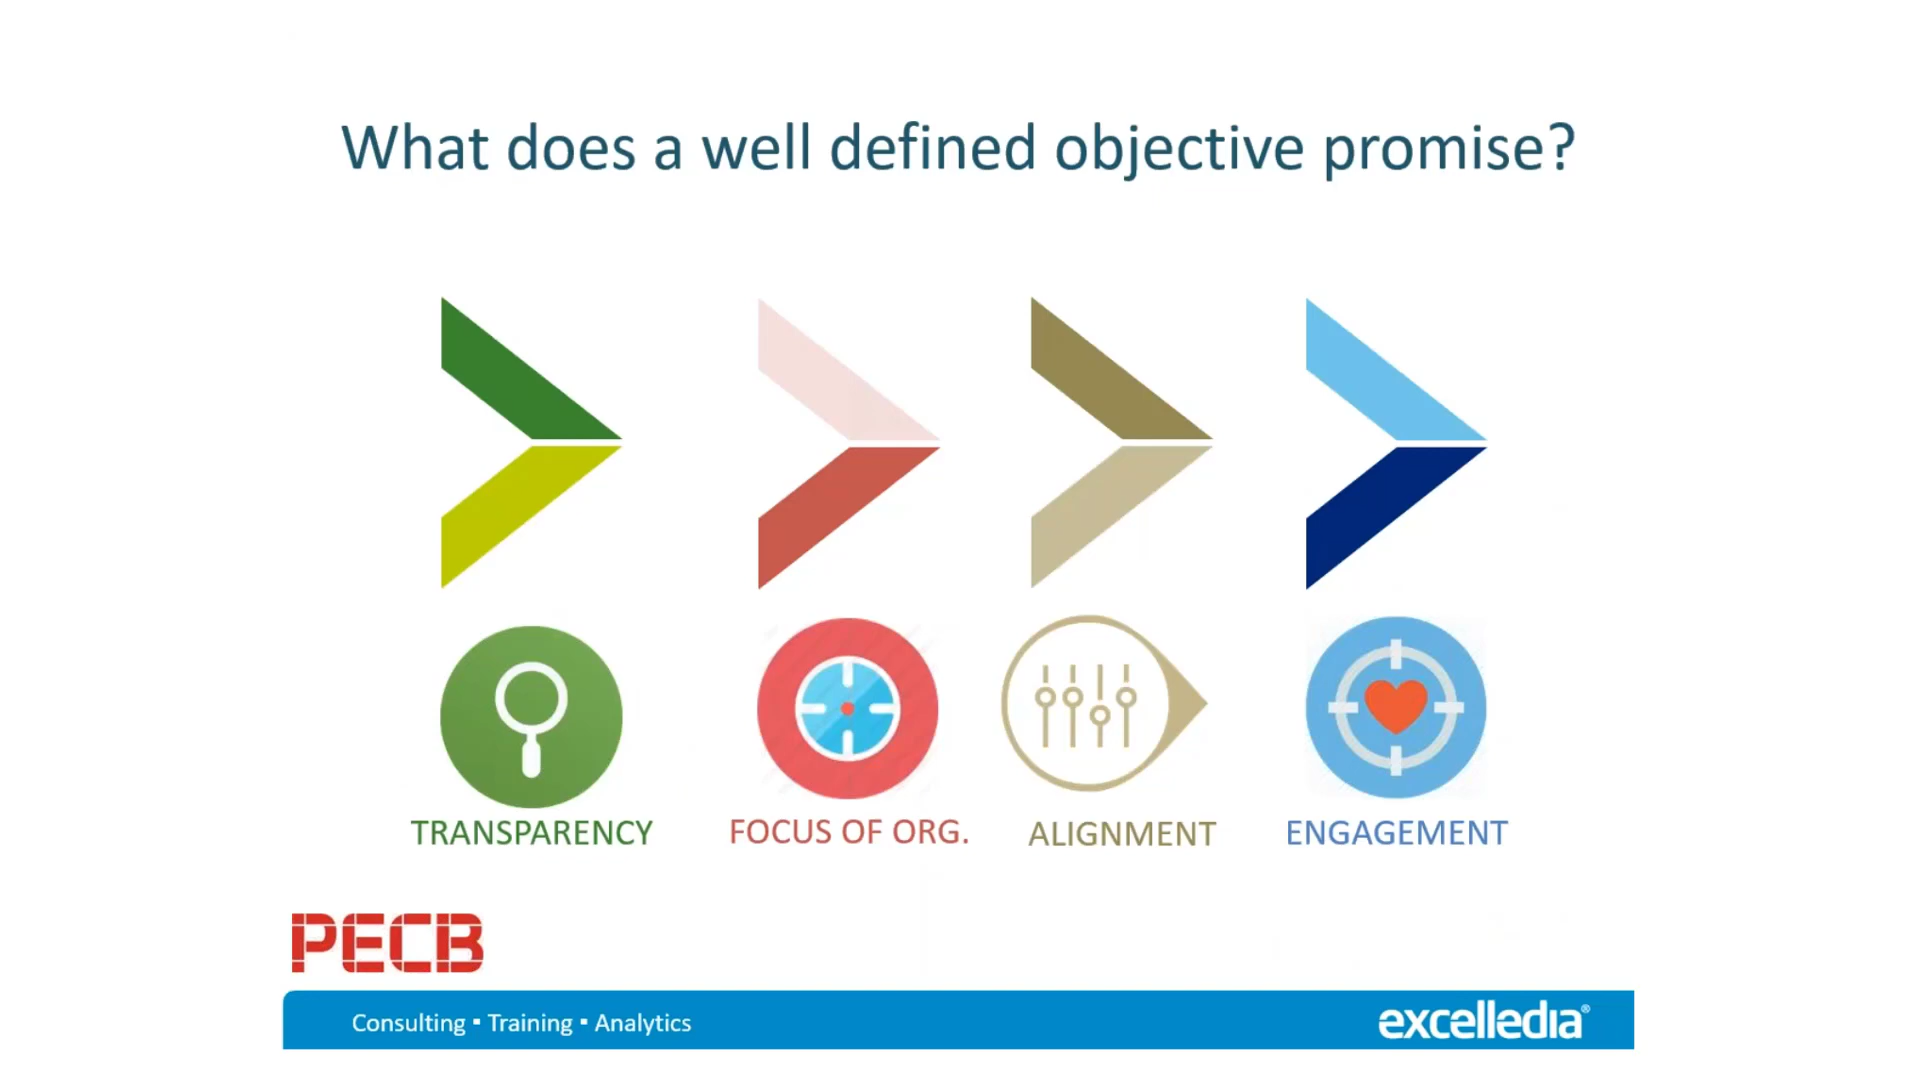 What does a well defined objective promise?
TRANSPARENCY
FOCUS OF ORG.
ALIGNMENT
ENGAGEMENT
PECB
Consulting ▪ Training ▪ Analytics
excelledia®